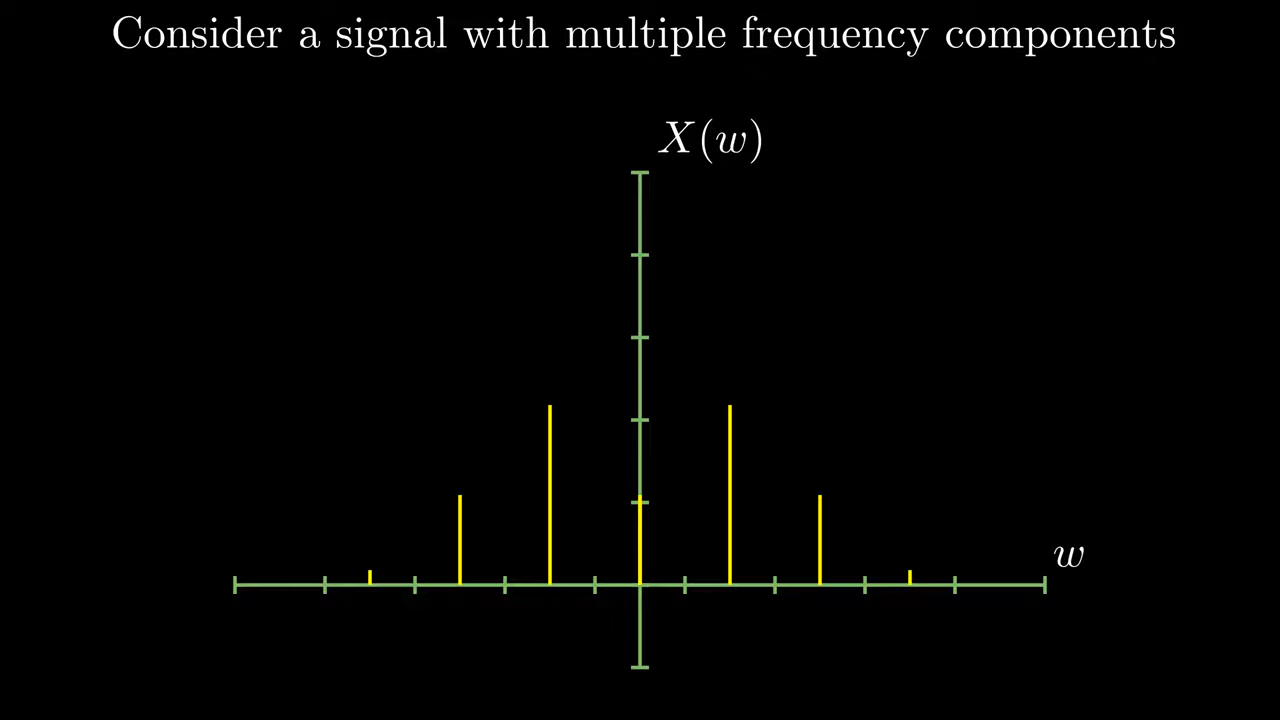 Consider a signal with multiple frequency components
X(w)
w